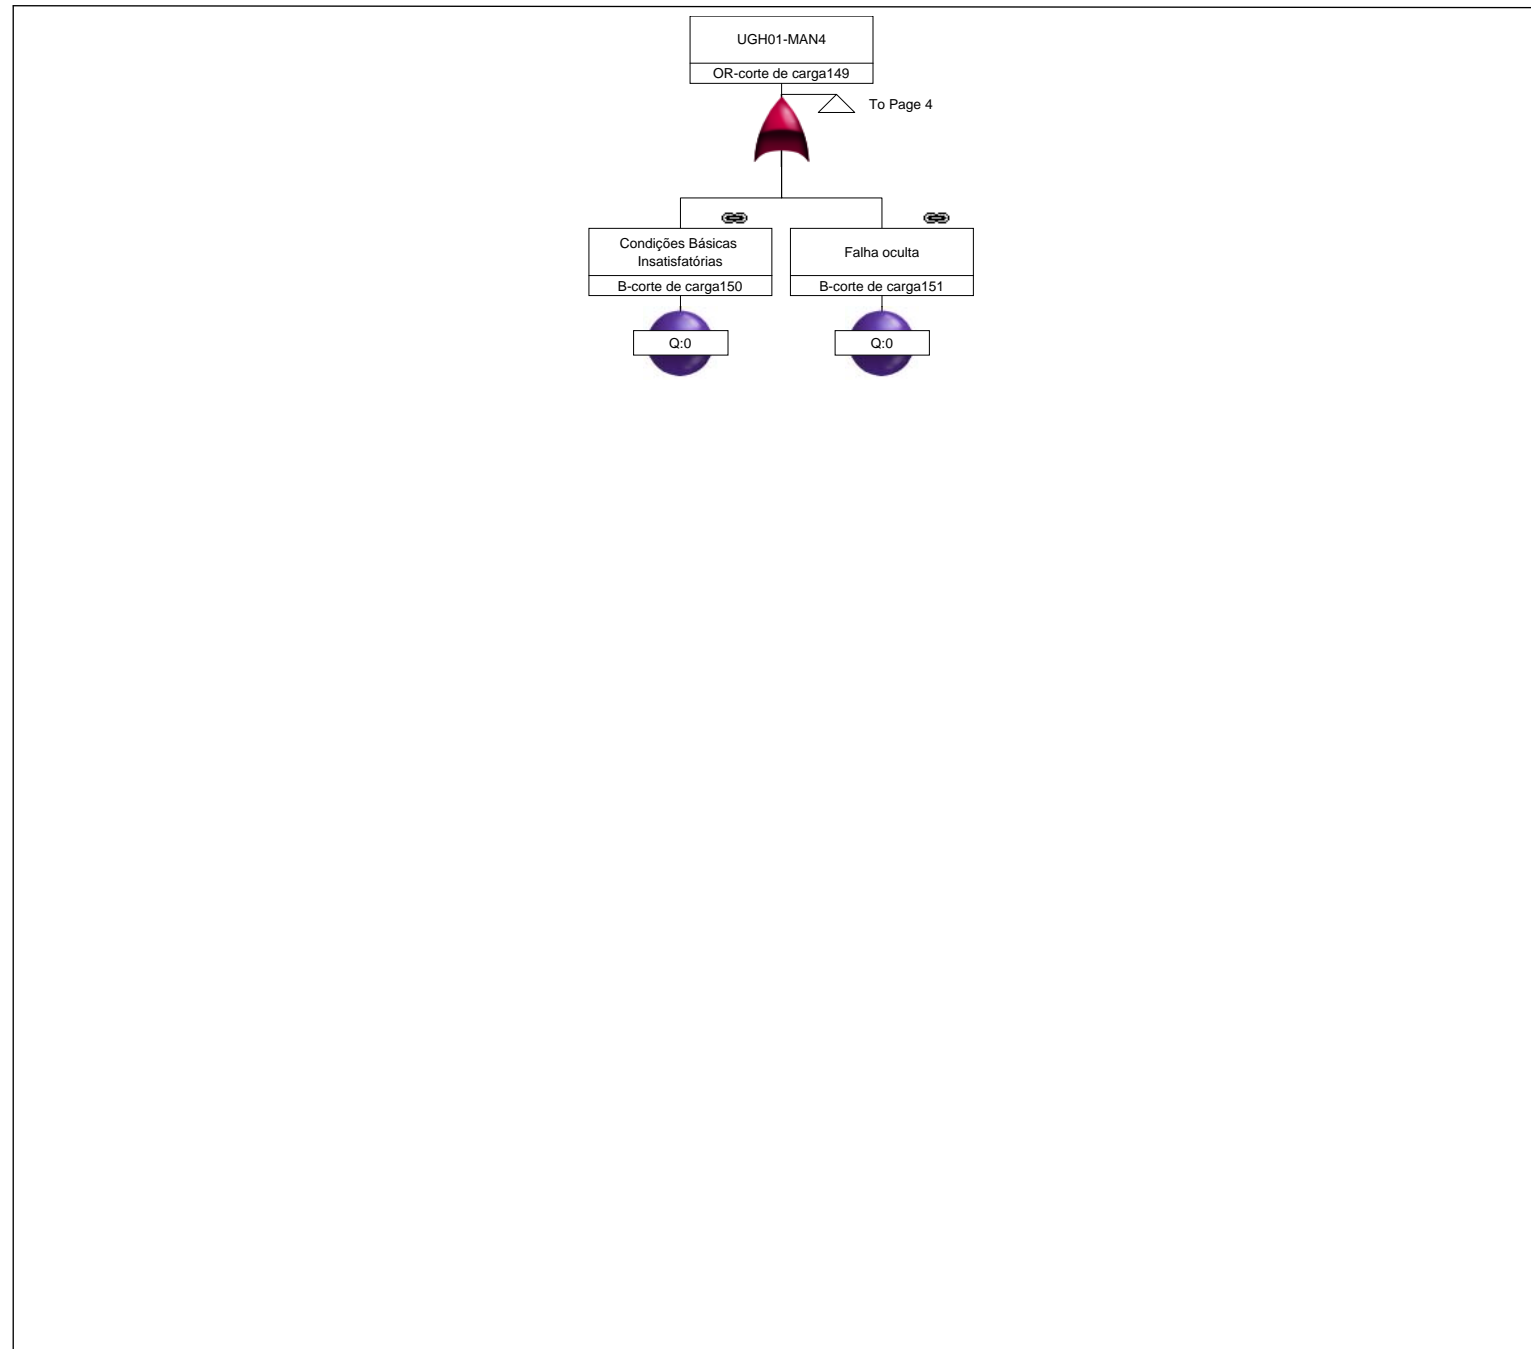 UGH01-MAN4
OR-corte de carga149
To Page 4
Condições Básicas
Insatisfatórias
B-corte de carga150
Q:0
Falha oculta
B-corte de carga151
Q:0